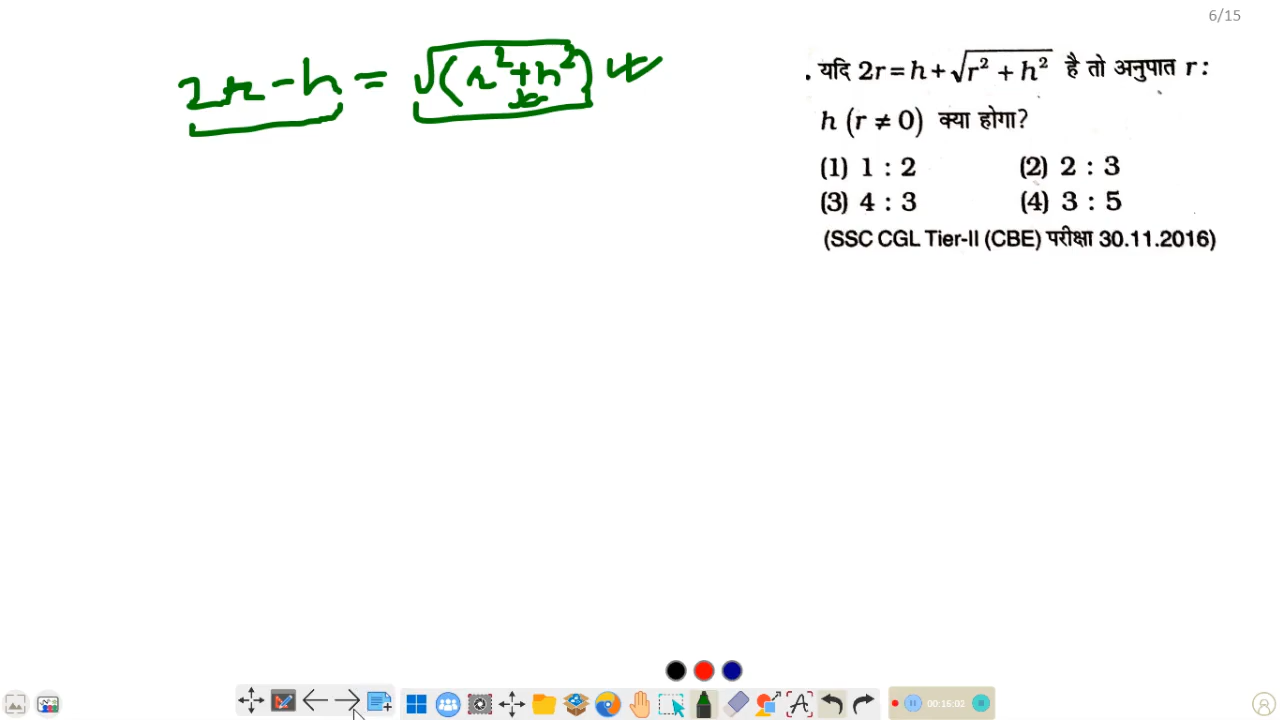 6/15
2r - h = √(r² + h²)
. यदि 2r = h + √r² + h² है तो अनुपात r :
h (r ≠ 0) क्या होगा?
(1) 1 : 2 (2) 2 : 3
(3) 4 : 3 (4) 3 : 5
(SSC CGL Tier-II (CBE) परीक्षा 30.11.2016)
00:16:02